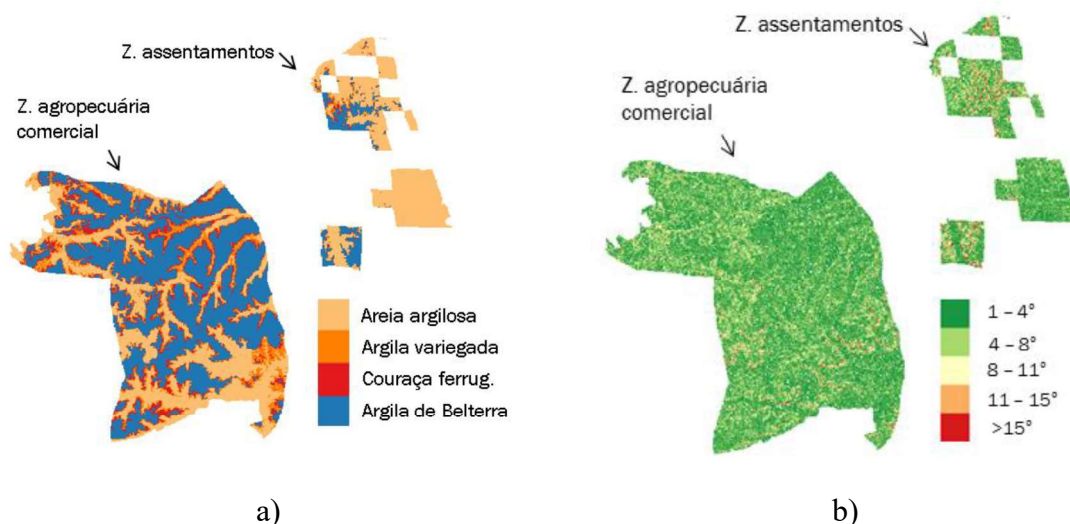 Z. assentamentos
Z. agropecuária
comercial
Areia argilosa
Argila variegada
Couraça ferrug.
Argila de Belterra
a)
Z. assentamentos
Z. agropecuária
comercial
1 – 4°
4 – 8°
8 – 11°
11 – 15°
>15°
b)